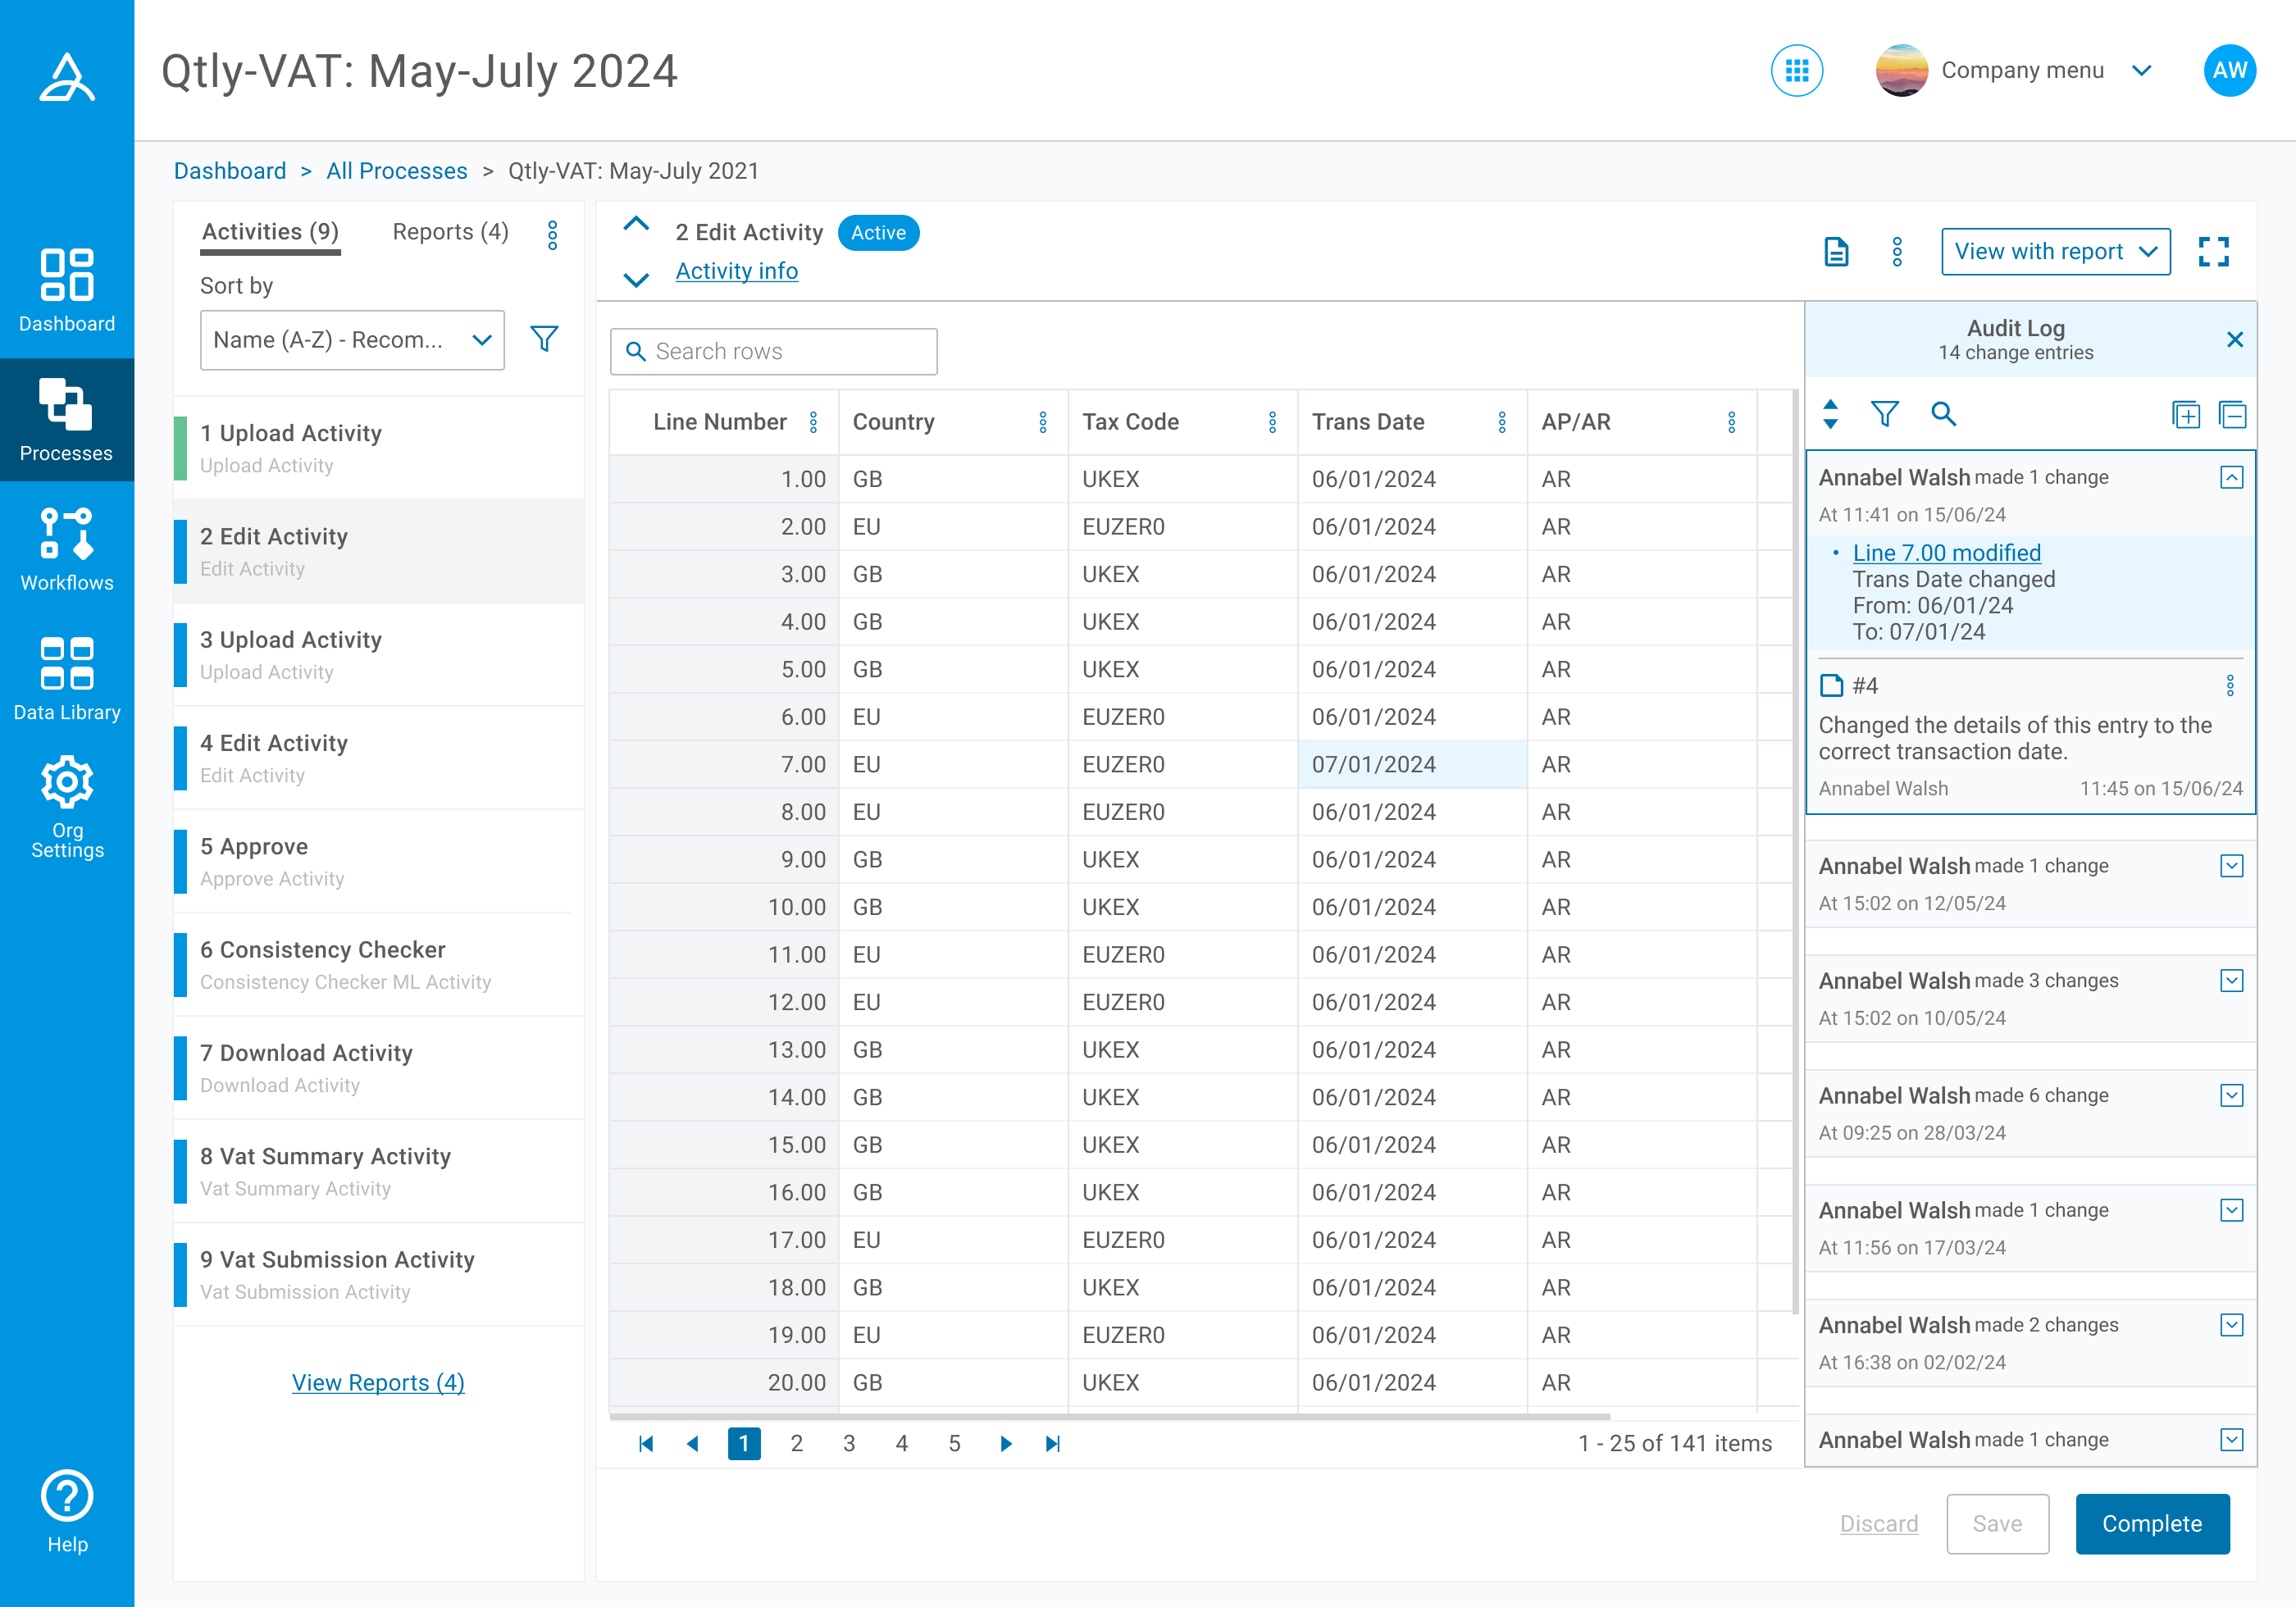 Qtly-VAT: May-July 2024
Company menu
AW
Dashboard > All Processes > Qtly-VAT: May-July 2021
Dashboard
Processes
Workflows
Data Library
Org
Settings
Help
Activities (9)
Reports (4)
Sort by
Name (A-Z) - Recom...
1 Upload Activity
Upload Activity
2 Edit Activity
Edit Activity
3 Upload Activity
Upload Activity
4 Edit Activity
Edit Activity
5 Approve
Approve Activity
6 Consistency Checker
Consistency Checker ML Activity
7 Download Activity
Download Activity
8 Vat Summary Activity
Vat Summary Activity
9 Vat Submission Activity
Vat Submission Activity
View Reports (4)
2 Edit Activity Active
Activity info
View with report
Search rows
Line Number Country Tax Code Trans Date AP/AR
1.00 GB UKEX 06/01/2024 AR
2.00 EU EUZER0 06/01/2024 AR
3.00 GB UKEX 06/01/2024 AR
4.00 GB UKEX 06/01/2024 AR
5.00 GB UKEX 06/01/2024 AR
6.00 EU EUZER0 06/01/2024 AR
7.00 EU EUZER0 07/01/2024 AR
8.00 EU EUZER0 06/01/2024 AR
9.00 GB UKEX 06/01/2024 AR
10.00 GB UKEX 06/01/2024 AR
11.00 EU EUZER0 06/01/2024 AR
12.00 EU EUZER0 06/01/2024 AR
13.00 GB UKEX 06/01/2024 AR
14.00 GB UKEX 06/01/2024 AR
15.00 GB UKEX 06/01/2024 AR
16.00 GB UKEX 06/01/2024 AR
17.00 EU EUZER0 06/01/2024 AR
18.00 GB UKEX 06/01/2024 AR
19.00 EU EUZER0 06/01/2024 AR
20.00 GB UKEX 06/01/2024 AR
1 2 3 4 5
1 - 25 of 141 items
Audit Log
14 change entries
Annabel Walsh made 1 change
At 11:41 on 15/06/24
• Line 7.00 modified
Trans Date changed
From: 06/01/24
To: 07/01/24
#4
Changed the details of this entry to the
correct transaction date.
Annabel Walsh 11:45 on 15/06/24
Annabel Walsh made 1 change
At 15:02 on 12/05/24
Annabel Walsh made 3 changes
At 15:02 on 10/05/24
Annabel Walsh made 6 change
At 09:25 on 28/03/24
Annabel Walsh made 1 change
At 11:56 on 17/03/24
Annabel Walsh made 2 changes
At 16:38 on 02/02/24
Annabel Walsh made 1 change
Discard
Save
Complete